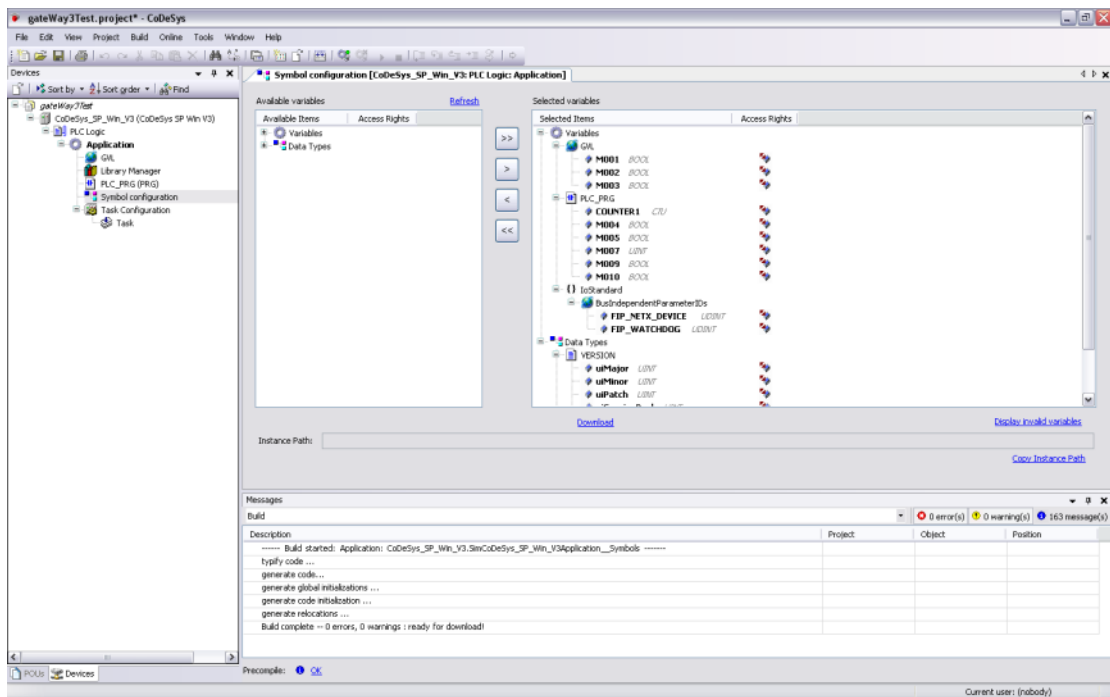 gateWay3Test.project* - CoDeSys
File Edit View Project Build Online Tools Window Help
Devices
Sort by Sort order Find
gateWay3Test
CoDeSys_SP_Win_V3 (CoDeSys SP Win V3)
PLC Logic
Application
GVL
Library Manager
PLC_PRG (PRG)
Symbol configuration
Task Configuration
Task
POUs Devices
Symbol configuration [CoDeSys_SP_Win_V3: PLC Logic: Application]
Available variables Refresh
Available Items Access Rights
Variables
Data Types
>>
>
<
<<
Selected variables
Selected Items Access Rights
Variables
GVL
M001 BOOL
M002 BOOL
M003 BOOL
PLC_PRG
COUNTER1 CTU
M004 BOOL
M005 BOOL
M007 UINT
M009 BOOL
M010 BOOL
IoStandard
BusIndependentParameterIDs
FIP_NETX_DEVICE UDINT
FIP_WATCHDOG UDINT
Data Types
VERSION
uiMajor UINT
uiMinor UINT
uiPatch UINT
Download Display invalid variables
Instance Path:
Copy Instance Path
Messages
Build 0 error(s) 0 warning(s) 163 message(s)
Description Project Object Position
------ Build started: Application: CoDeSys_SP_Win_V3.SimCoDeSys_SP_Win_V3Application__Symbols -------
typify code ...
generate code...
generate global initializations ...
generate code initialization ...
generate relocations ...
Build complete -- 0 errors, 0 warnings : ready for download!
Precompile: OK
Current user: (nobody)